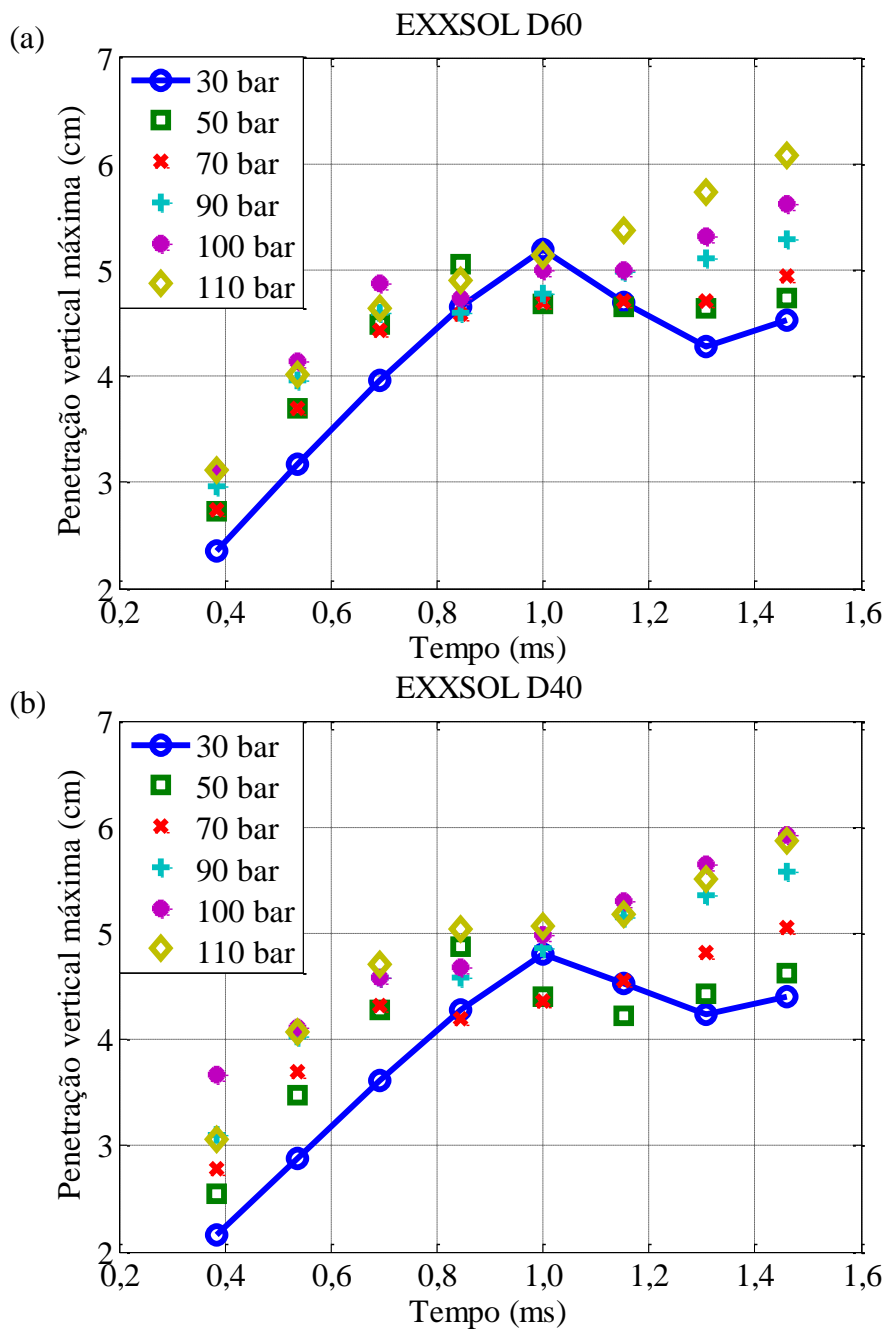 (a)
EXXSOL D60
7
6
5
4
3
2
Penetração vertical máxima (cm)
30 bar
50 bar
70 bar
90 bar
100 bar
110 bar
0,2 0,4 0,6 0,8 1,0 1,2 1,4 1,6
Tempo (ms)
(b)
EXXSOL D40
7
6
5
4
3
2
Penetração vertical máxima (cm)
30 bar
50 bar
70 bar
90 bar
100 bar
110 bar
0,2 0,4 0,6 0,8 1,0 1,2 1,4 1,6
Tempo (ms)